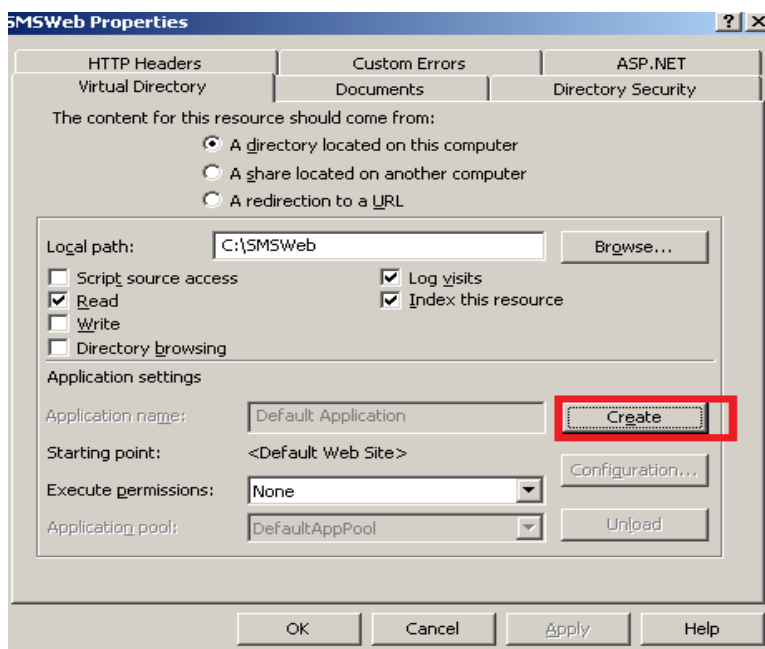 SMSWeb Properties
HTTP Headers Custom Errors ASP.NET
Virtual Directory Documents Directory Security
The content for this resource should come from:
A directory located on this computer
A share located on another computer
A redirection to a URL
Local path: C:\SMSWeb Browse...
Script source access Log visits
Read Index this resource
Write
Directory browsing
Application settings
Application name: Default Application Create
Starting point: <Default Web Site>
Configuration...
Execute permissions: None
Application pool: DefaultAppPool Unload
OK Cancel Apply Help